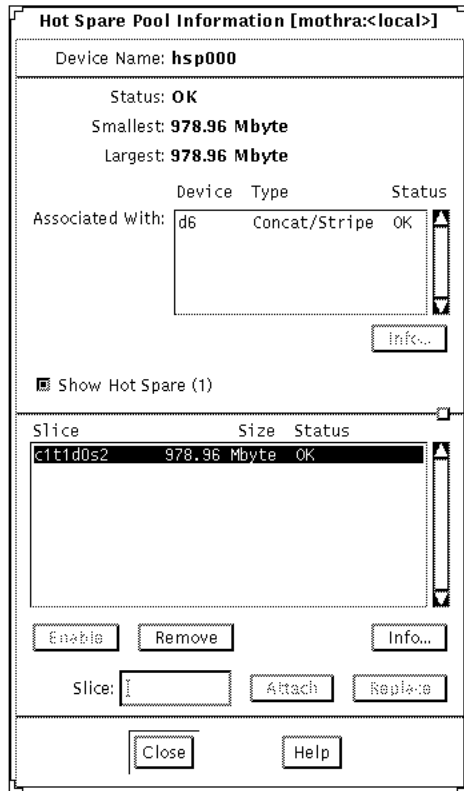 Hot Spare Pool Information [mothra:<local>]
Device Name: hsp000
Status: OK
Smallest: 978.96 Mbyte
Largest: 978.96 Mbyte
Device Type Status
Associated With: d6 Concat/Stripe OK
Info...
Show Hot Spare (1)
Slice Size Status
c1t1d0s2 978.96 Mbyte OK
Enable Remove Info...
Slice: Attach Replace
Close Help